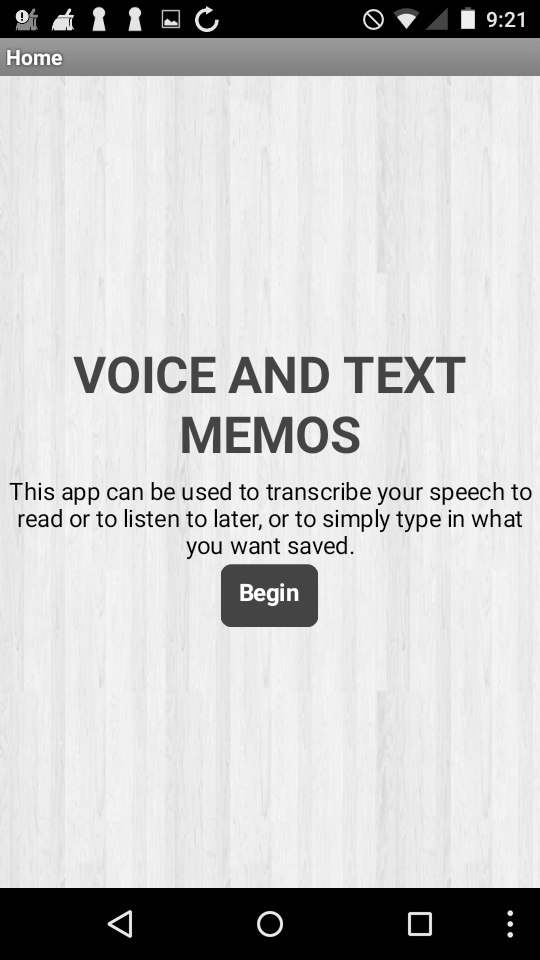 9:21
Home
VOICE AND TEXT
MEMOS
This app can be used to transcribe your speech to
read or to listen to later, or to simply type in what
you want saved.
Begin